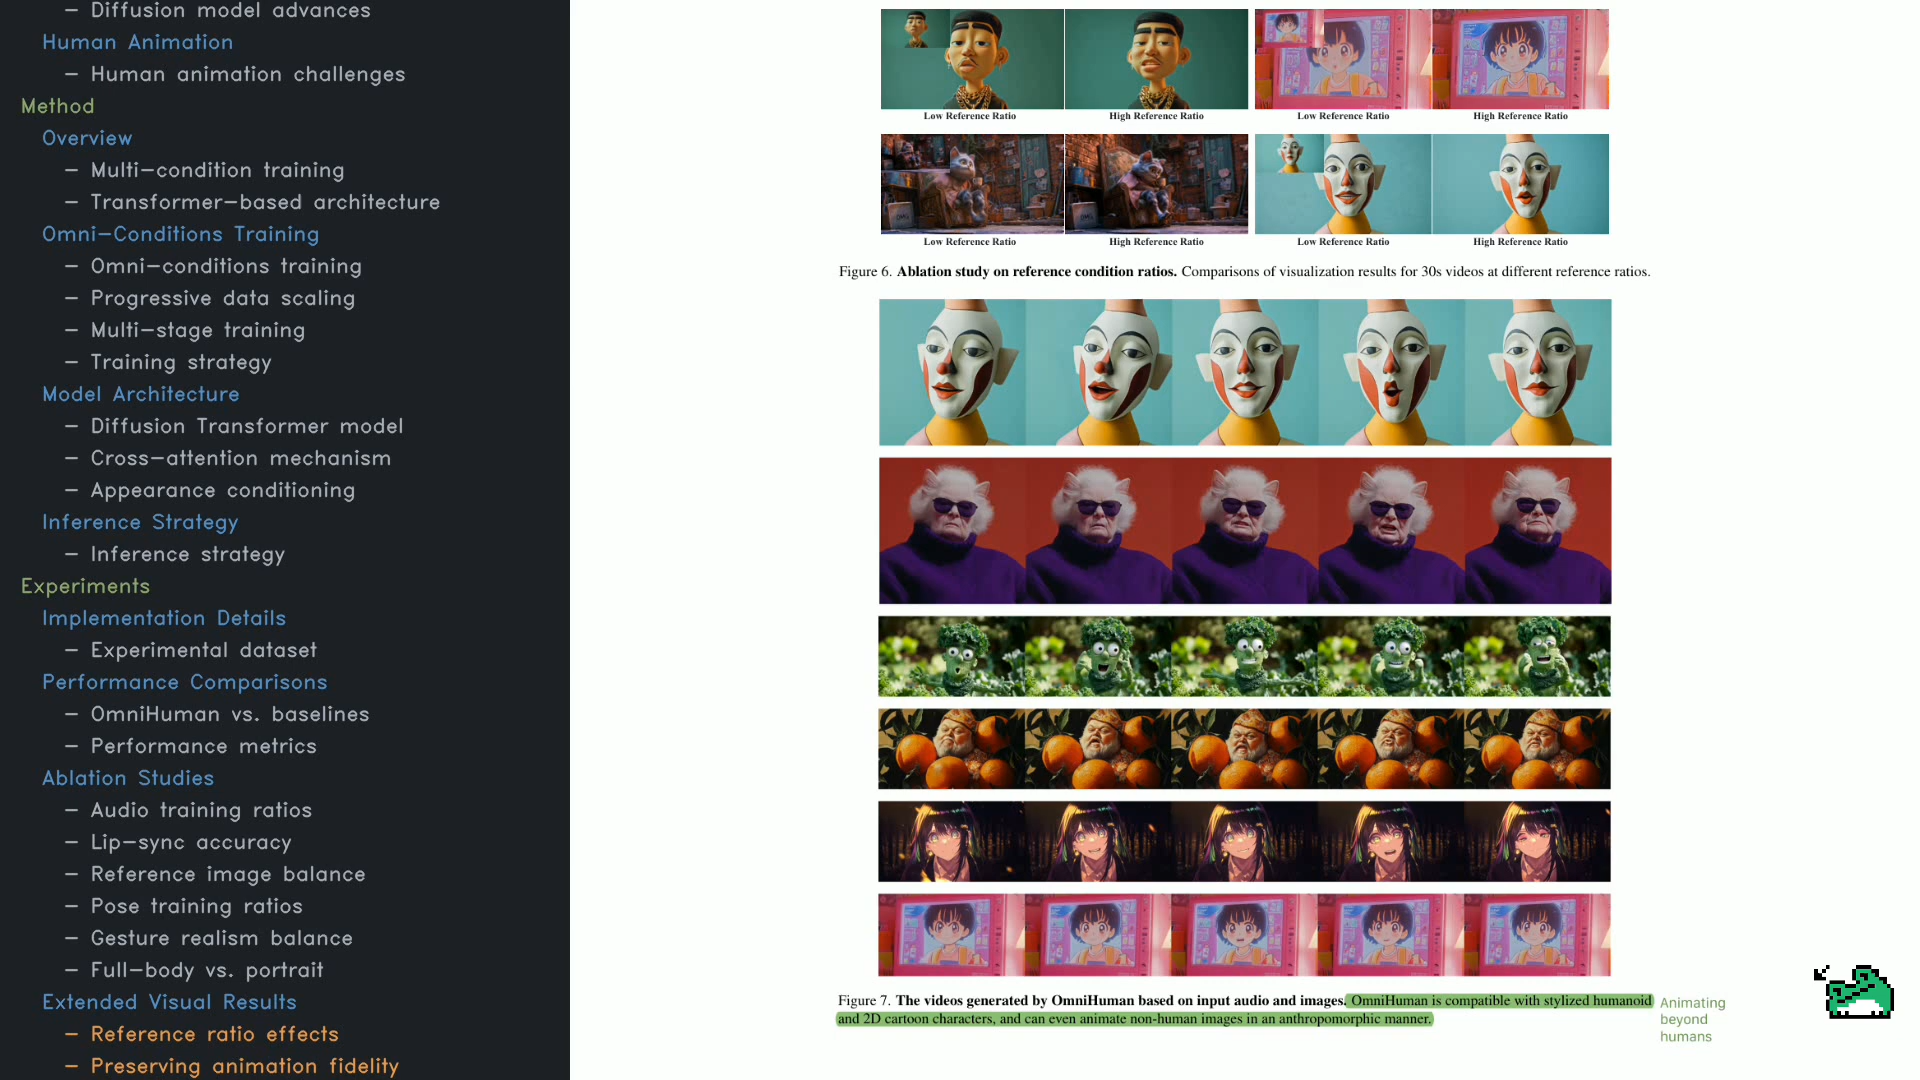 – Diffusion model advances
Human Animation
– Human animation challenges
Method
Overview
– Multi-condition training
– Transformer-based architecture
Omni-Conditions Training
– Omni-conditions training
– Progressive data scaling
– Multi-stage training
– Training strategy
Model Architecture
– Diffusion Transformer model
– Cross-attention mechanism
– Appearance conditioning
Inference Strategy
– Inference strategy
Experiments
Implementation Details
– Experimental dataset
Performance Comparisons
– OmniHuman vs. baselines
– Performance metrics
Ablation Studies
– Audio training ratios
– Lip-sync accuracy
– Reference image balance
– Pose training ratios
– Gesture realism balance
– Full-body vs. portrait
Extended Visual Results
– Reference ratio effects
– Preserving animation fidelity
Low Reference Ratio High Reference Ratio Low Reference Ratio High Reference Ratio
Low Reference Ratio High Reference Ratio Low Reference Ratio High Reference Ratio
Figure 6. Ablation study on reference condition ratios. Comparisons of visualization results for 30s videos at different reference ratios.
Figure 7. The videos generated by OmniHuman based on input audio and images. OmniHuman is compatible with stylized humanoid
and 2D cartoon characters, and can even animate non-human images in an anthropomorphic manner.
Animating
beyond
humans